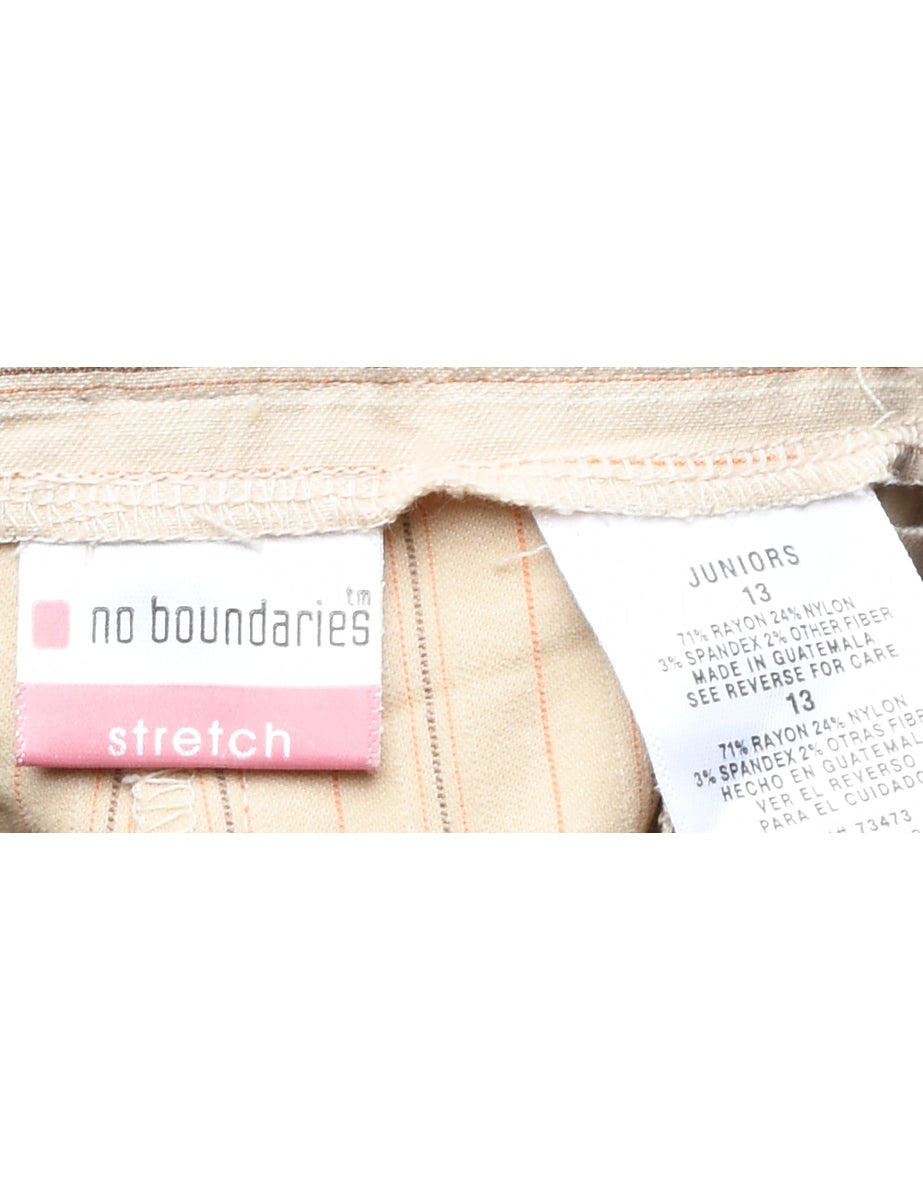 no boundaries tm
stretch
JUNIORS
13
71% RAYON 24% NYLON
3% SPANDEX 2% OTHER FIBER
MADE IN GUATEMALA
SEE REVERSE FOR CARE
13
71% RAYON 24% NYLON
3% SPANDEX 2% OTRAS FIB
HECHO EN GUATEMAL
VER EL REVERSO
PARA EL CUIDADO
# 73473